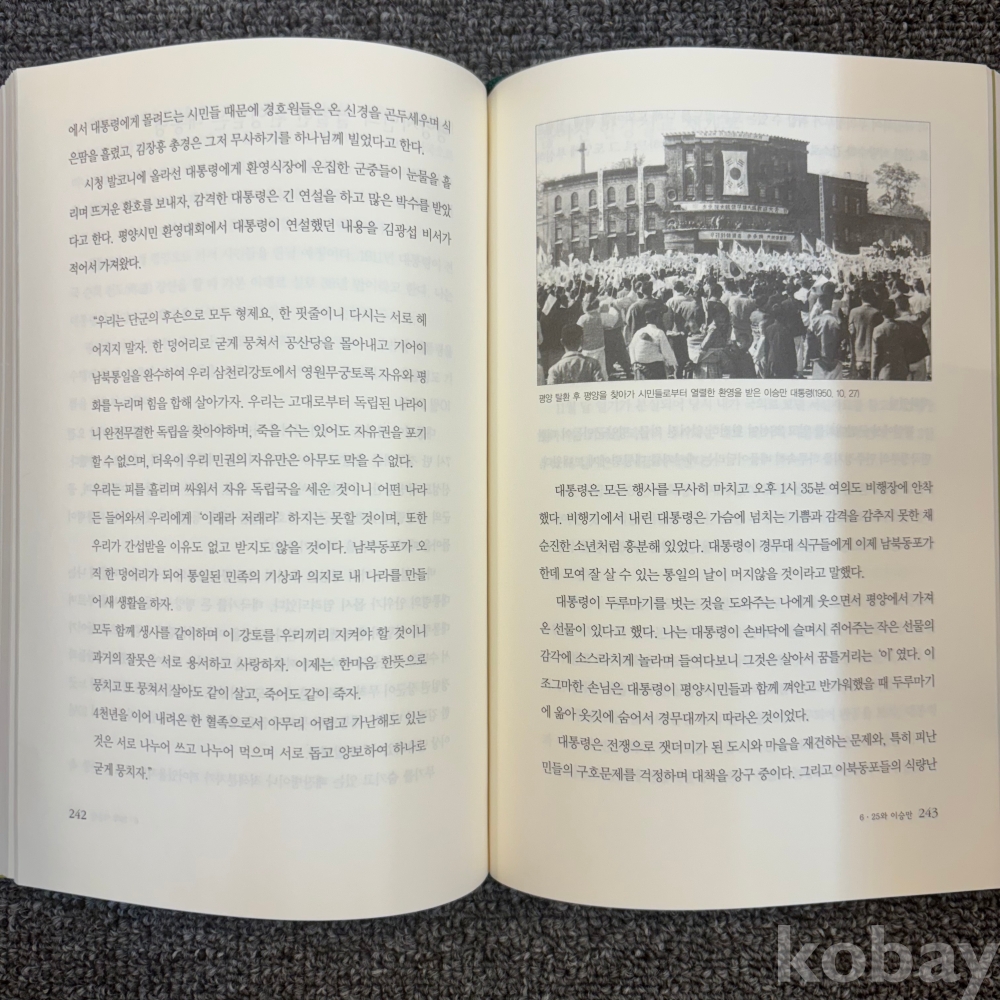 에서 대통령에게 몰려드는 시민들 때문에 경호원들은 온 신경을 곤두세우며 식
은땀을 흘렸고, 김장흥 총경은 그저 무사하기를 하나님께 빌었다고 한다.
시청 발코니에 올라선 대통령에게 환영식장에 운집한 군중들이 눈물을 흘
리며 뜨거운 환호를 보내자, 감격한 대통령은 긴 연설을 하고 많은 박수를 받았
다고 한다. 평양시민 환영대회에서 대통령이 연설했던 내용을 김광섭 비서가
적어서 가져왔다.
“우리는 단군의 후손으로 모두 형제요, 한 핏줄이니 다시는 서로 헤
어지지 말자. 한 덩어리로 굳게 뭉쳐서 공산당을 몰아내고 기어이
남북통일을 완수하여 우리 삼천리강토에서 영원무궁토록 자유와 평
화를 누리며 힘을 합해 살아가자. 우리는 고대로부터 독립된 나라이
니 완전무결한 독립을 찾아야하며, 죽을 수는 있어도 자유권을 포기
할 수 없으며, 더욱이 우리 민권의 자유만은 아무도 막을 수 없다.
우리는 피를 흘리며 싸워서 자유 독립국을 세운 것이니 어떤 나라
든 들어와서 우리에게 ‘이래라 저래라’ 하지는 못할 것이며, 또한
우리가 간섭받을 이유도 없고 받지도 않을 것이다. 남북동포가 오
직 한 덩어리가 되어 통일된 민족의 기상과 의지로 내 나라를 만들
어 새 생활을 하자.
모두 함께 생사를 같이하며 이 강토를 우리끼리 지켜야 할 것이니
과거의 잘못은 서로 용서하고 사랑하자. 이제는 한마음 한뜻으로
뭉치고 또 뭉쳐서 살아도 같이 살고, 죽어도 같이 죽자.
4천년을 이어 내려온 한 혈족으로서 아무리 어렵고 가난해도 있는
것은 서로 나누어 쓰고 나누어 먹으며 서로 돕고 양보하여 하나로
굳게 뭉치자.”
242
평양 탈환 후 평양을 찾아가 시민들로부터 열렬한 환영을 받은 이승만 대통령(1950. 10. 27)
대통령은 모든 행사를 무사히 마치고 오후 1시 35분 여의도 비행장에 안착
했다. 비행기에서 내린 대통령은 가슴에 넘치는 기쁨과 감격을 감추지 못한 채
순진한 소년처럼 흥분해 있었다. 대통령이 경무대 식구들에게 이제 남북동포가
한데 모여 잘 살 수 있는 통일의 날이 머지않을 것이라고 말했다.
대통령이 두루마기를 벗는 것을 도와주는 나에게 웃으면서 평양에서 가져
온 선물이 있다고 했다. 나는 대통령이 손바닥에 슬며시 쥐어주는 작은 선물의
감각에 소스라치게 놀라며 들여다보니 그것은 살아서 꿈틀거리는 ‘이’였다. 이
조그마한 손님은 대통령이 평양시민들과 함께 껴안고 반가워했을 때 두루마기
에 옮아 옷깃에 숨어서 경무대까지 따라온 것이었다.
대통령은 전쟁으로 잿더미가 된 도시와 마을을 재건하는 문제와, 특히 피난
민들의 구호문제를 걱정하며 대책을 강구 중이다. 그리고 이북동포들의 식량난
6·25와 이승만 243
kobay